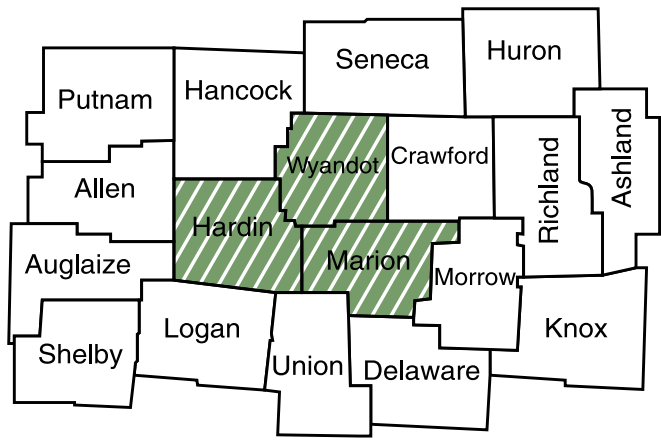 Huron
Seneca
Hancock
Putnam
Wyandot
Crawford
Ashland
Richland
Allen
Hardin
Marion
Auglaize
Morrow
Knox
Logan
Shelby
Union
Delaware